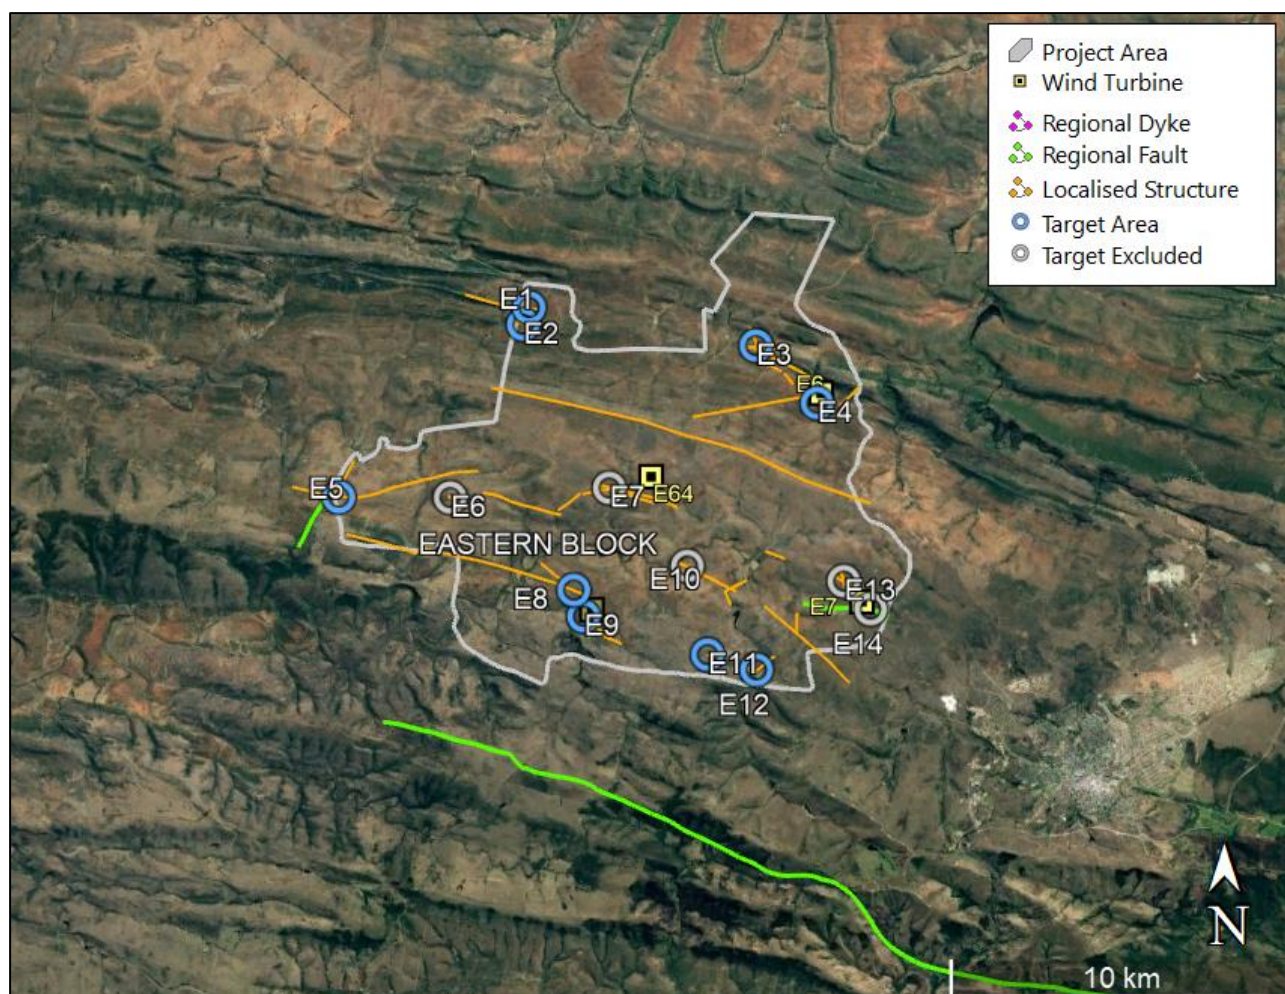 Project Area
Wind Turbine
Regional Dyke
Regional Fault
Localised Structure
Target Area
Target Excluded
E1
E2
E3
E6
E4
E5
E6
E7
E64
EASTERN BLOCK
E10
E8
E9
E13
E7
E14
E11
E12
N
10 km